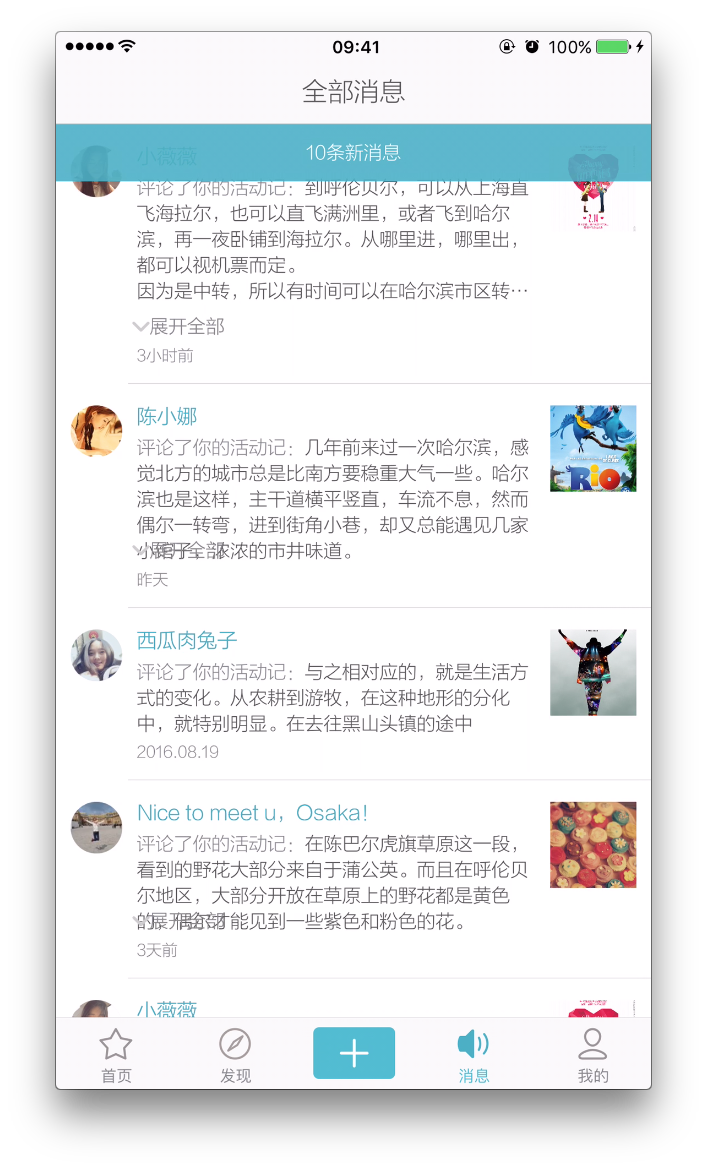 09:41
100%
全部消息
10条新消息
小薇薇
评论了你的活动记：到呼伦贝尔，可以从上海直
飞海拉尔，也可以直飞满洲里，或者飞到哈尔
滨，再一夜卧铺到海拉尔。从哪里进，哪里出，
都可以视机票而定。
因为是中转，所以有时间可以在哈尔滨市区转…
展开全部
3小时前
陈小娜
评论了你的活动记：几年前来过一次哈尔滨，感
觉北方的城市总是比南方要稳重大气一些。哈尔
滨也是这样，主干道横平竖直，车流不息，然而
偶尔一转弯，进到街角小巷，却又总能遇见几家
小馆子，浓浓的市井味道。
展开全部
昨天
RIO
西瓜肉兔子
评论了你的活动记：与之相对应的，就是生活方
式的变化。从农耕到游牧，在这种地形的分化
中，就特别明显。在去往黑山头镇的途中
2016.08.19
Nice to meet u，Osaka！
评论了你的活动记：在陈巴尔虎旗草原这一段，
看到的野花大部分来自于蒲公英。而且在呼伦贝
尔地区，大部分开放在草原上的野花都是黄色
的，偶尔才能见到一些紫色和粉色的花。
展开全部
3天前
小薇薇
首页
发现
消息
我的